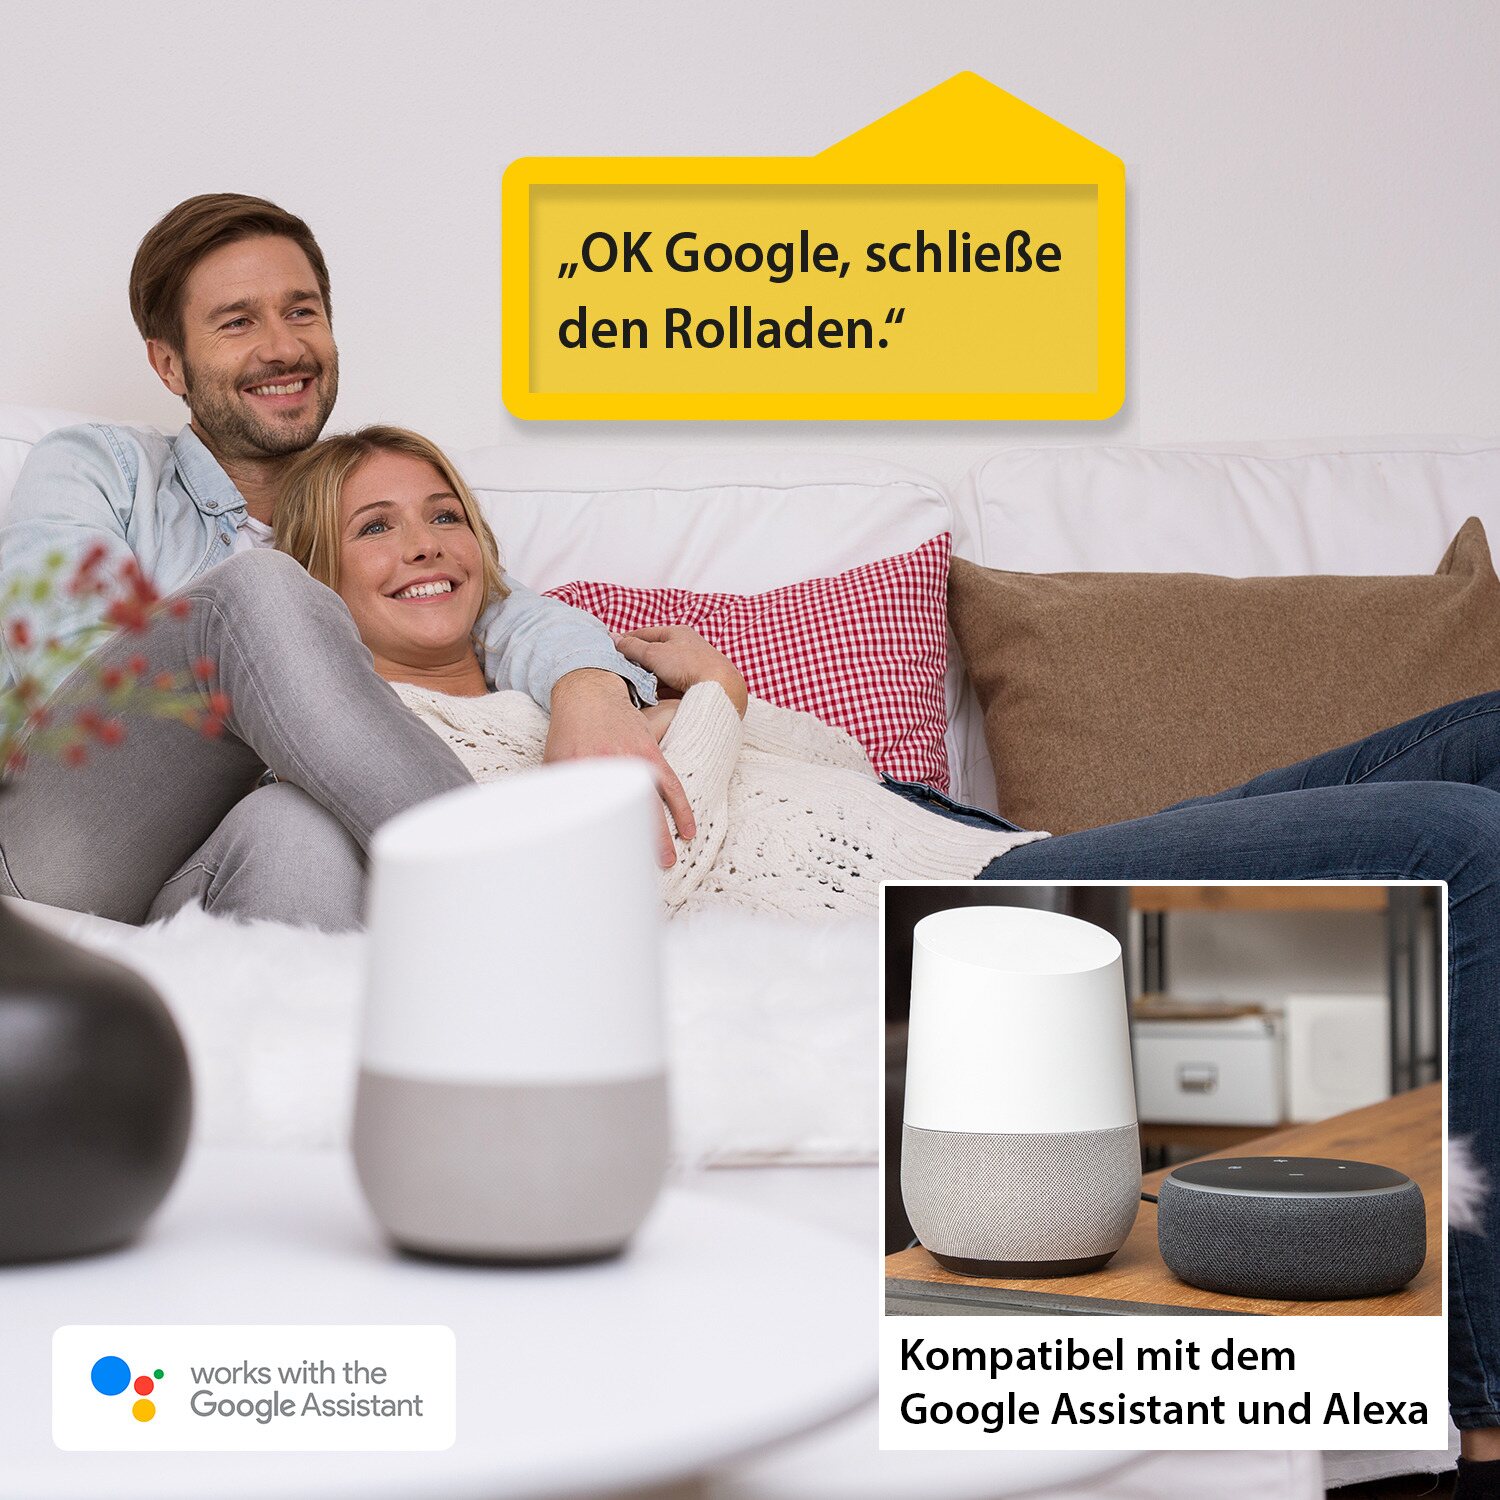 „OK Google, schließe
den Rolladen.“
works with the
Google Assistant
Kompatibel mit dem
Google Assistant und Alexa